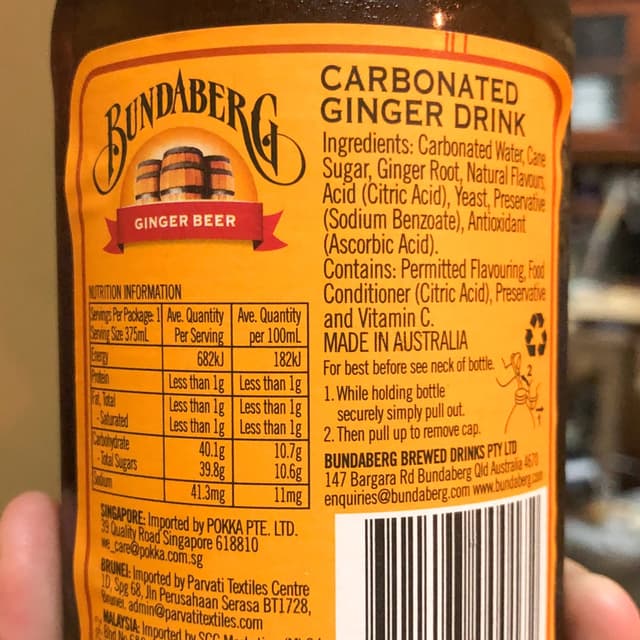 BUNDABERG
GINGER BEER
CARBONATED
GINGER DRINK
Ingredients: Carbonated Water, Cane
Sugar, Ginger Root, Natural Flavours,
Acid (Citric Acid), Yeast, Preservative
(Sodium Benzoate), Antioxidant
(Ascorbic Acid).
Contains: Permitted Flavouring, Food
Conditioner (Citric Acid), Preservative
and Vitamin C.
MADE IN AUSTRALIA
For best before see neck of bottle.
1. While holding bottle
securely simply pull out.
2. Then pull up to remove cap.
2
1
BUNDABERG BREWED DRINKS PTY LTD
147 Bargara Rd Bundaberg Qld Australia 4670
enquiries@bundaberg.com www.bundaberg.com
NUTRITION INFORMATION
Servings Per Package: 1 Ave. Quantity Ave. Quantity
Serving Size 375mL Per Serving per 100mL
Energy 682kJ 182kJ
Protein Less than 1g Less than 1g
Fat, Total Less than 1g Less than 1g
- Saturated Less than 1g Less than 1g
Carbohydrate 40.1g 10.7g
- Total Sugars 39.8g 10.6g
Sodium 41.3mg 11mg
SINGAPORE: Imported by POKKA PTE. LTD.
39 Quality Road Singapore 618810
we_care@pokka.com.sg
BRUNEI: Imported by Parvati Textiles Centre
1D, Spg 68, Jln Perusahaan Serasa BT1728,
Brunei. admin@parvatitextiles.com
MALAYSIA: Imported by SCG